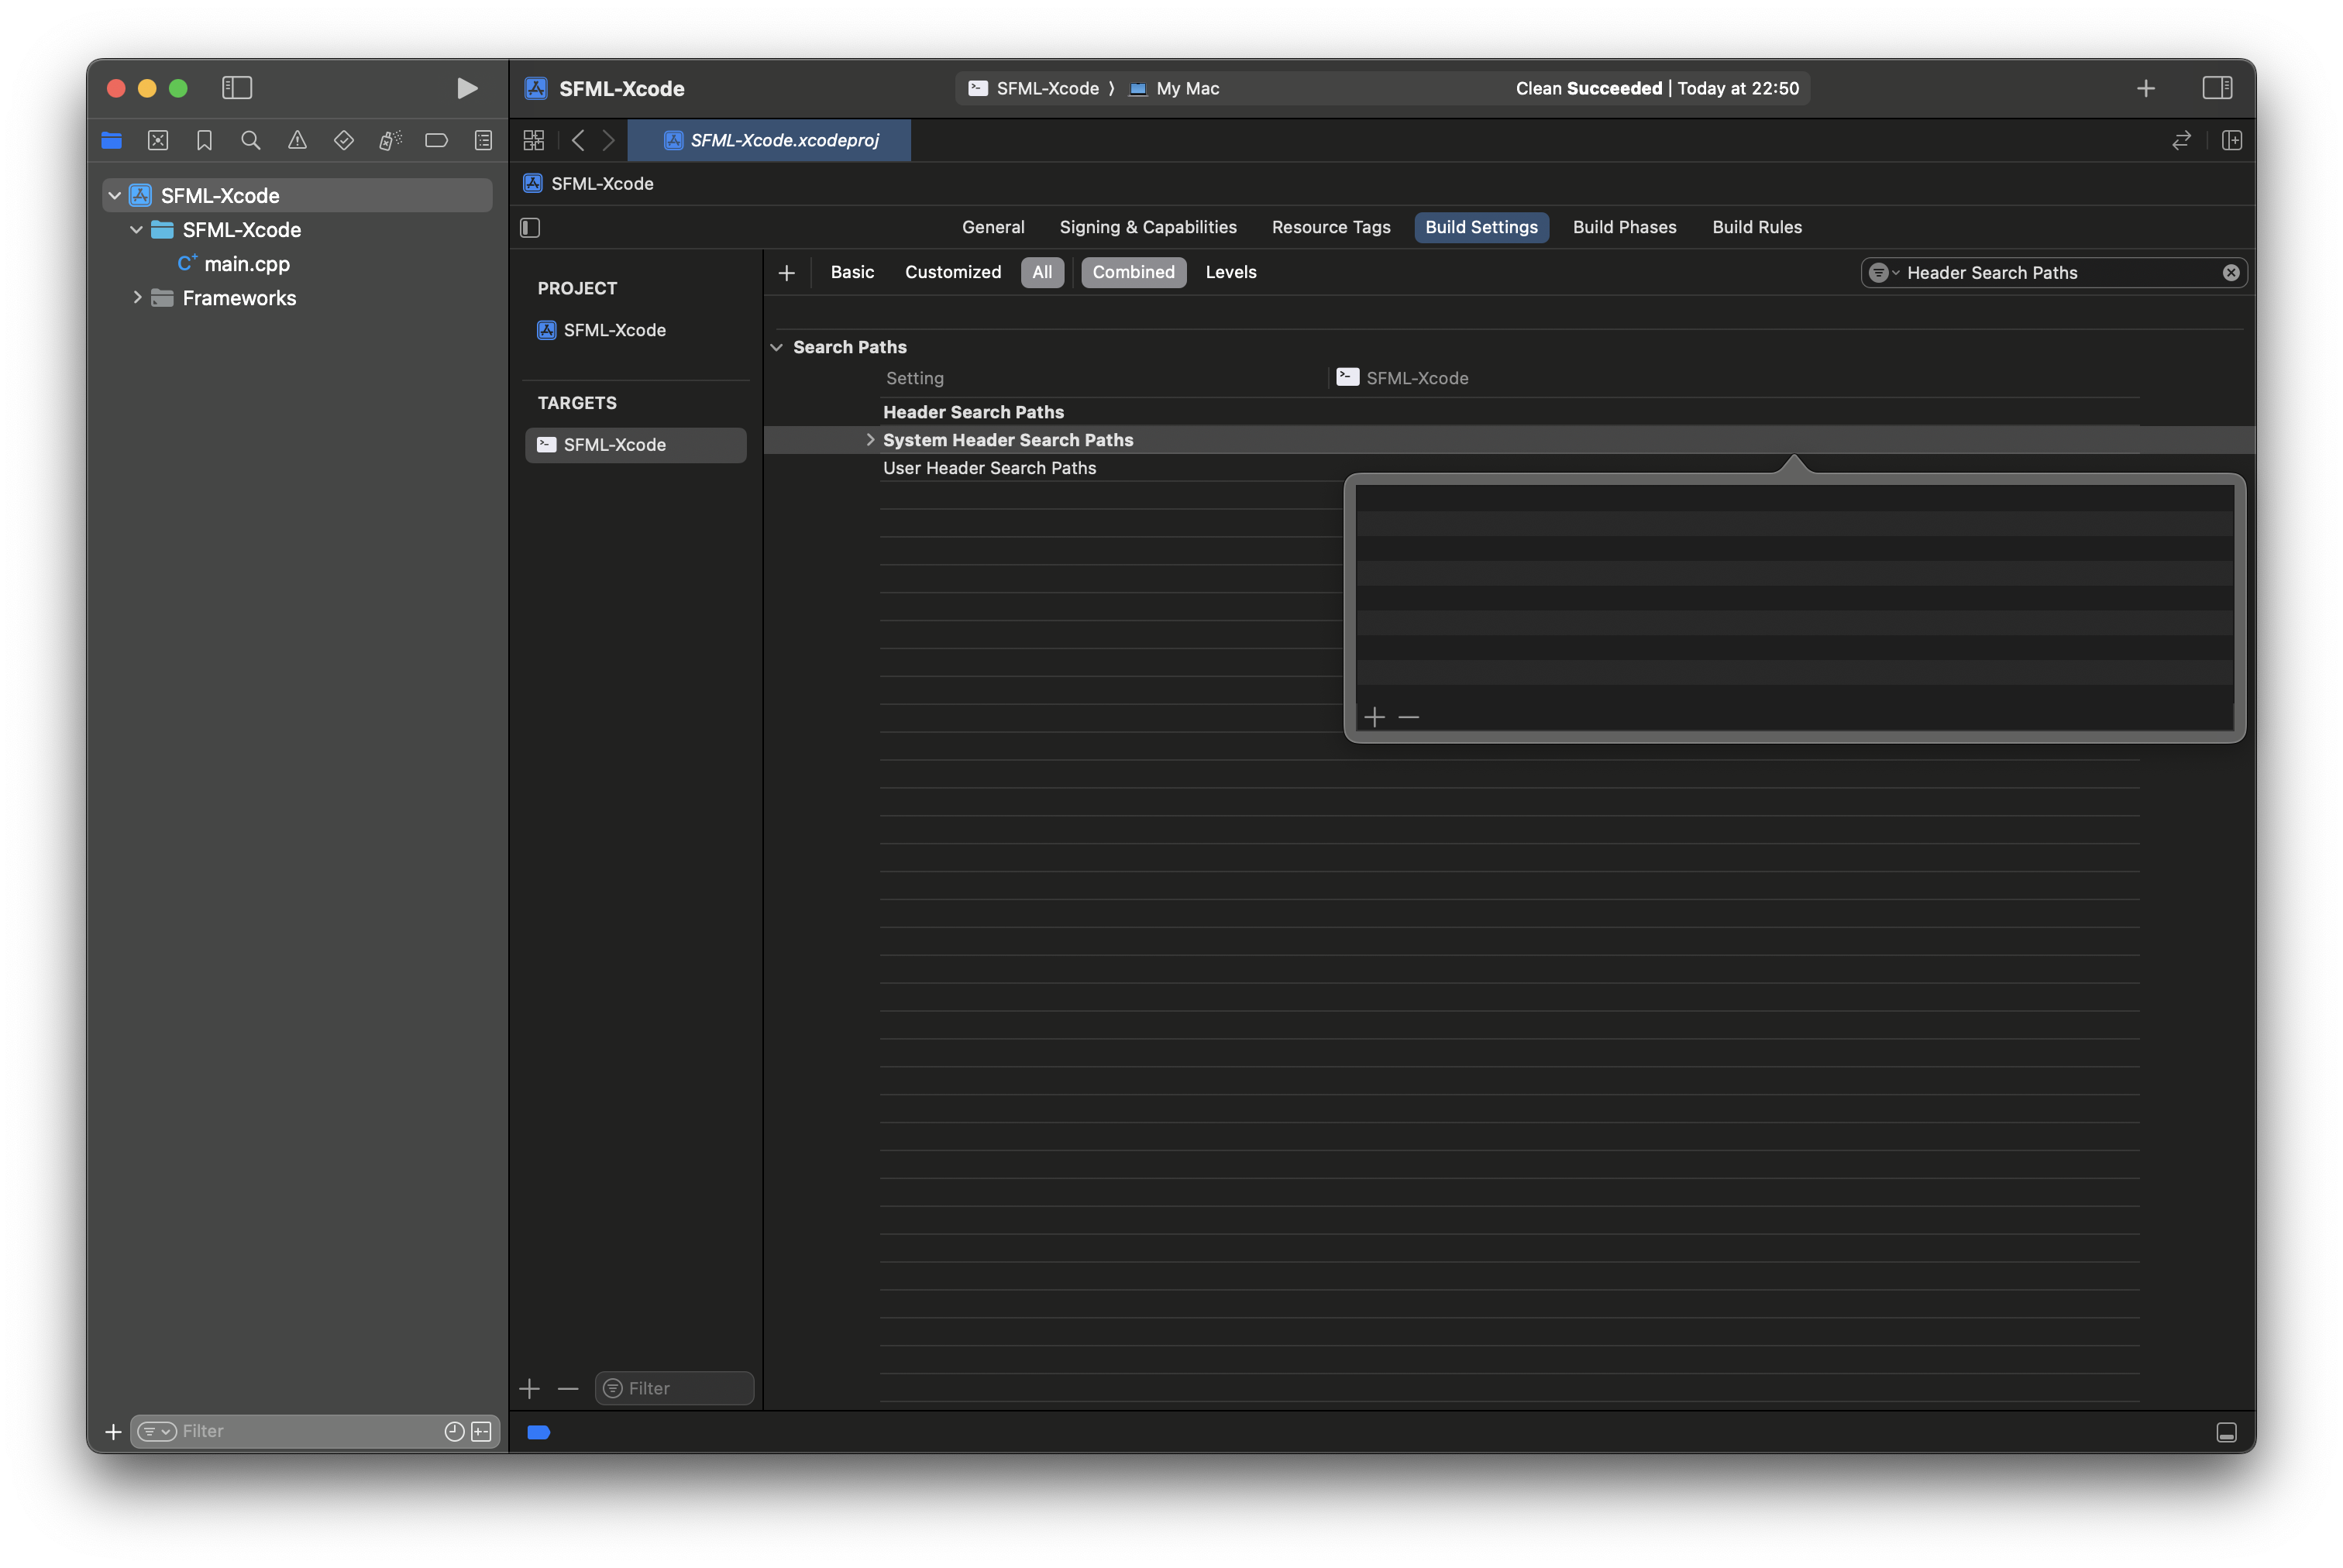 SFML-Xcode
SFML-Xcode
My Mac
Clean Succeeded | Today at 22:50
SFML-Xcode.xcodeproj
SFML-Xcode
SFML-Xcode
main.cpp
Frameworks
SFML-Xcode
General
Signing & Capabilities
Resource Tags
Build Settings
Build Phases
Build Rules
Basic
Customized
All
Combined
Levels
Header Search Paths
PROJECT
SFML-Xcode
TARGETS
SFML-Xcode
Search Paths
Setting
SFML-Xcode
Header Search Paths
System Header Search Paths
User Header Search Paths
Filter
Filter